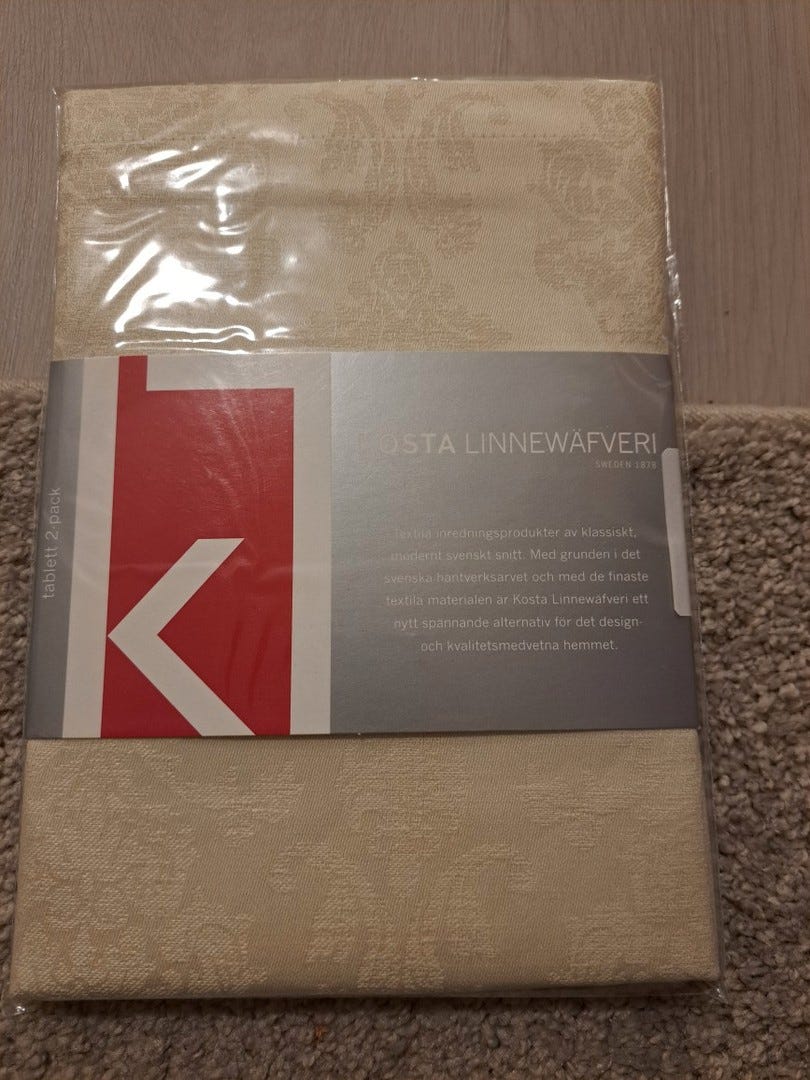 KOSTA LINNEWÄFVERI
SWEDEN 1878
Textila inredningsprodukter av klassiskt,
modernt svenskt snitt. Med grunden i det
svenska hantverksarvet och med de finaste
textila materialen är Kosta Linnewäfveri ett
nytt spännande alternativ för det design-
och kvalitetsmedvetna hemmet.
tablett 2-pack